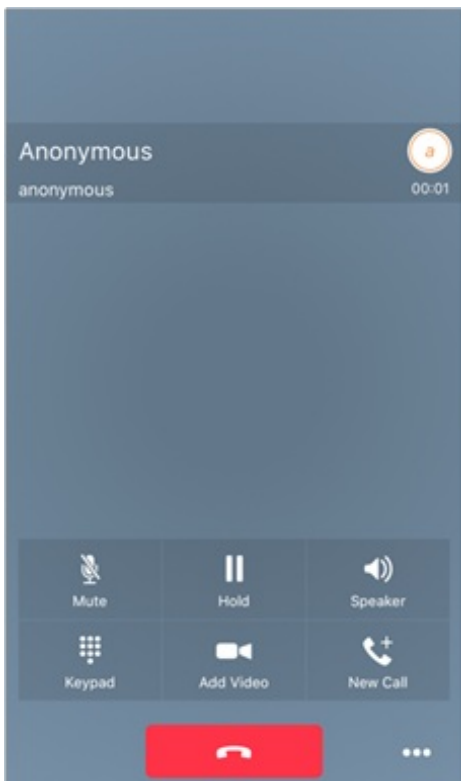 Anonymous
a
anonymous
00:01
Mute
Hold
Speaker
Keypad
Add Video
New Call